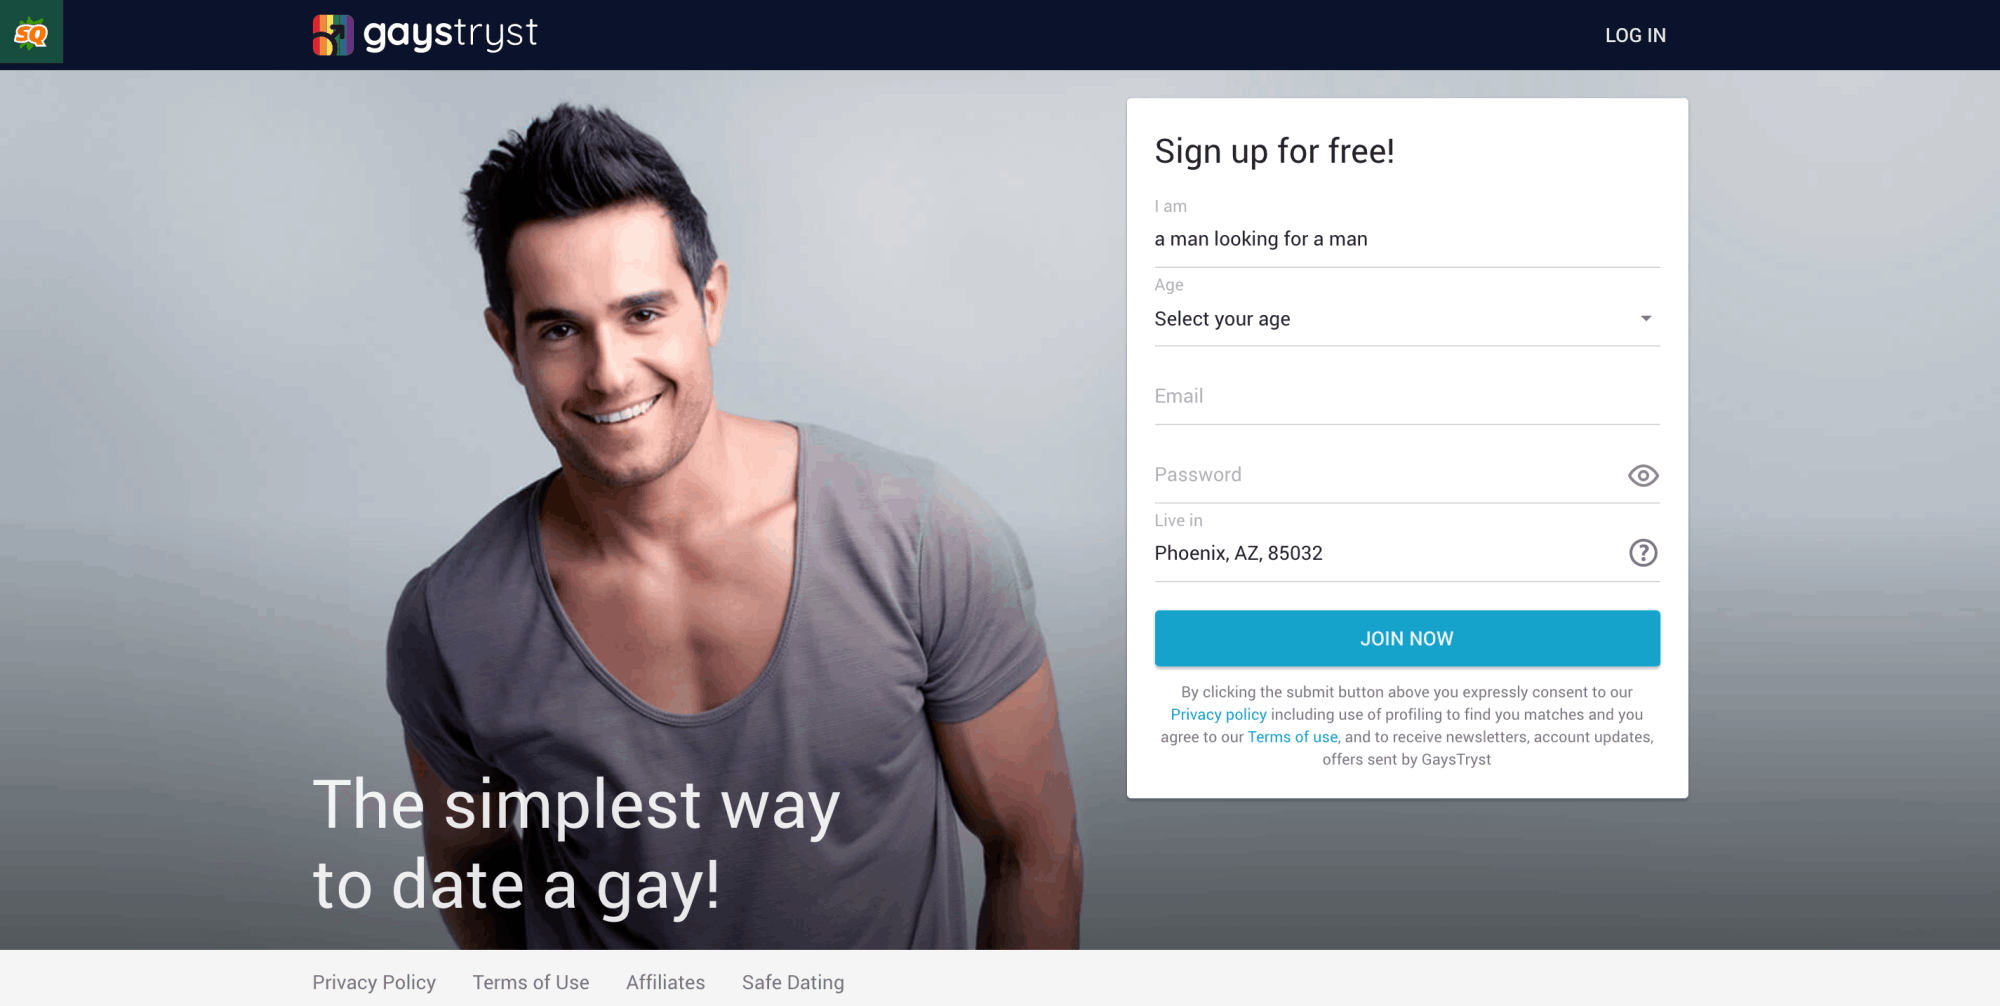 SQ
gaystryst
LOG IN
Sign up for free!
I am
a man looking for a man
Age
Select your age
Email
Password
Live in
Phoenix, AZ, 85032
?
JOIN NOW
By clicking the submit button above you expressly consent to our
Privacy policy including use of profiling to find you matches and you
agree to our Terms of use, and to receive newsletters, account updates,
offers sent by GaysTryst
The simplest way
to date a gay!
Privacy Policy Terms of Use Affiliates Safe Dating